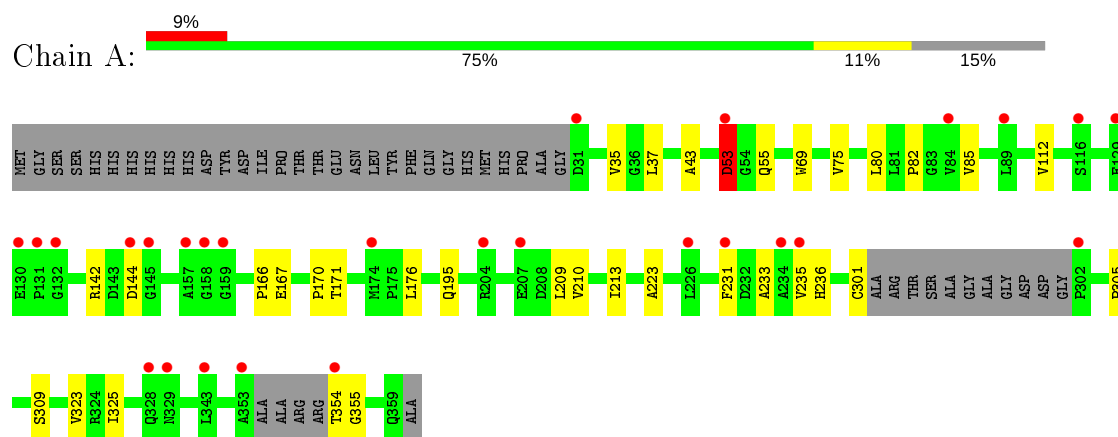 9%
Chain A:
75% 11% 15%
MET GLY SER SER HIS HIS HIS HIS HIS HIS ASP TYR ASP ILE PRO THR THR GLU ASN LEU TYR PHE GLN GLY HIS MET HIS PRO ALA GLY D31 V35 G36 L37 A43 D53 G54 Q55 W69 V75 L80 L81 P82 G83 V84 V85 L89 V112 S116
E130 P131 G132 R142 D143 D144 G145 A157 G158 G159 P166 E167 P170 T171 M174 P175 L176 Q195 R204 E207 D208 L209 V210 I213 A223 L226 F231 D232 A233 A234 V235 H236 C301 ALA ARG THR SER ALA GLY ALA GLY ASP ASP GLY P302
S309 V323 R324 I325 Q328 N329 L343 A353 ALA ALA ARG ARG T354 G355 Q359 ALA